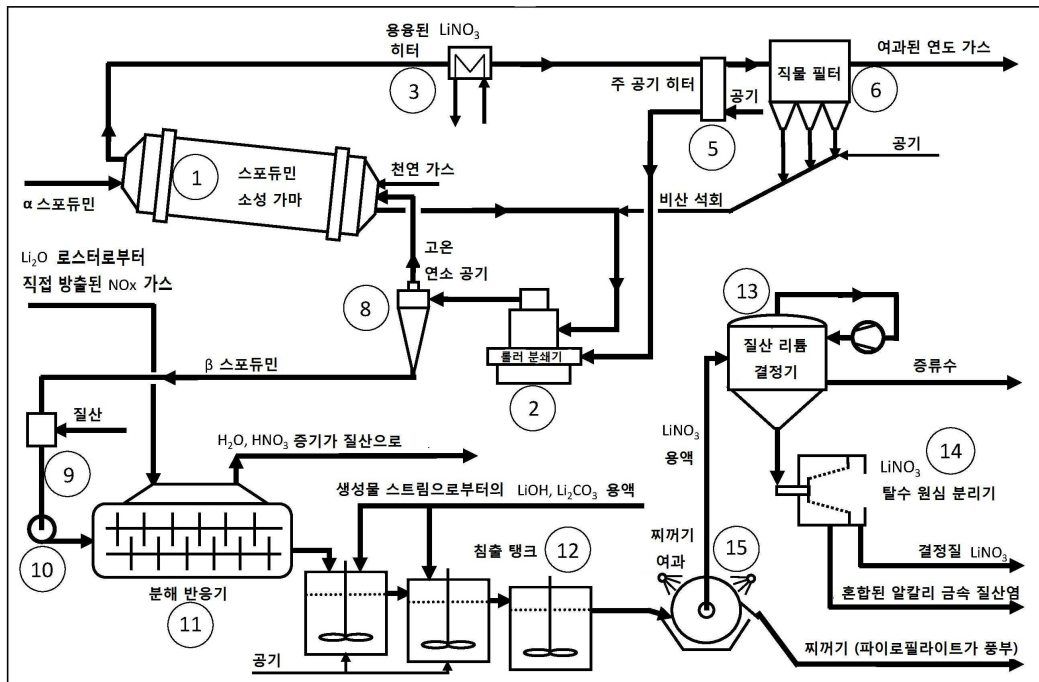 용융된 LiNO3
히터
3
주 공기 히터
공기
5
직물 필터
여과된 연도 가스
6
공기
1
스포듀민
소성 가마
α 스포듀민
천연 가스
비산 석회
Li2O 로스터로부터
직접 방출된 NOx 가스
고온
연소 공기
8
롤러 분쇄기
2
13
질산 리튬
결정기
증류수
β 스포듀민
질산
9
H2O, HNO3 증기가 질산으로
LiNO3
용액
LiNO3
탈수 원심 분리기
14
10
분해 반응기
11
생성물 스트림으로부터의 LiOH, Li2CO3 용액
침출 탱크
12
찌꺼기
여과
15
결정질 LiNO3
혼합된 알칼리 금속 질산염
찌꺼기 (파이로필라이트가 풍부)
공기